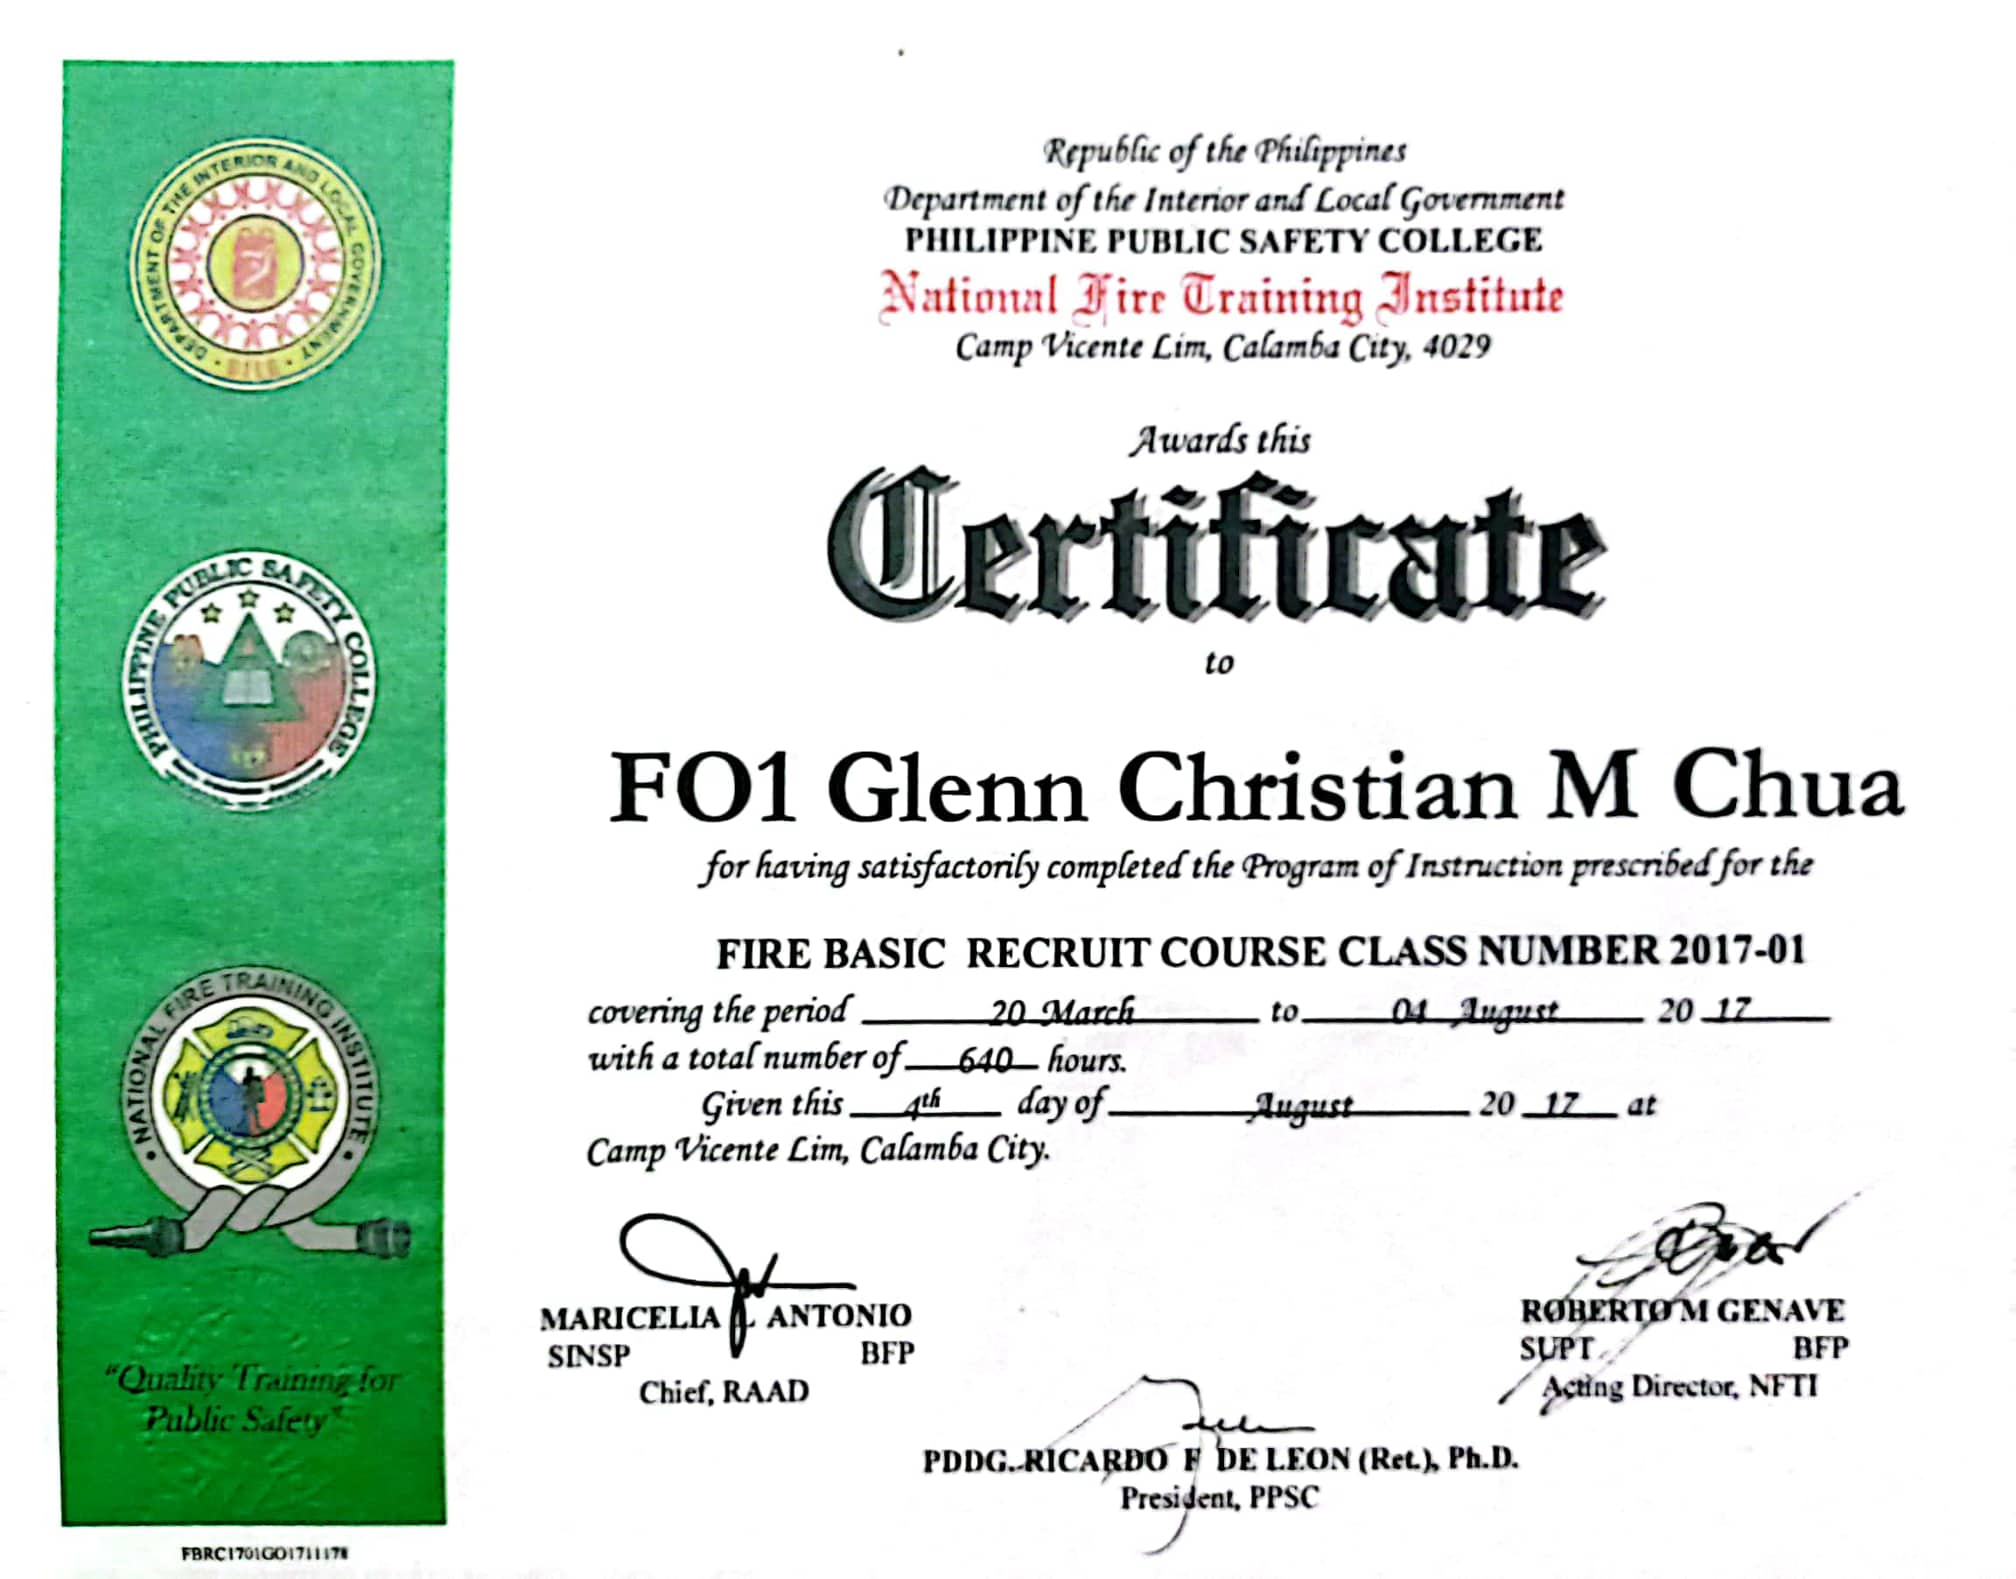 DEPARTMENT OF THE INTERIOR AND LOCAL GOVERNMENT
DILG
PHILIPPINE PUBLIC SAFETY COLLEGE
NATIONAL FIRE TRAINING INSTITUTE
"Quality Training for
Public Safety"
FBRC1701GO1711178
Republic of the Philippines
Department of the Interior and Local Government
PHILIPPINE PUBLIC SAFETY COLLEGE
National Fire Training Institute
Camp Vicente Lim, Calamba City, 4029
Awards this
Certificate
to
FO1 Glenn Christian M Chua
for having satisfactorily completed the Program of Instruction prescribed for the
FIRE BASIC RECRUIT COURSE CLASS NUMBER 2017-01
covering the period 20 March to 04 August 20 17
with a total number of 640 hours.
Given this 4th day of August 20 17 at
Camp Vicente Lim, Calamba City.
MARICELIA L ANTONIO
SINSP BFP
Chief, RAAD
ROBERTO M GENAVE
SUPT BFP
Acting Director, NFTI
PDDG. RICARDO F DE LEON (Ret.), Ph.D.
President, PPSC